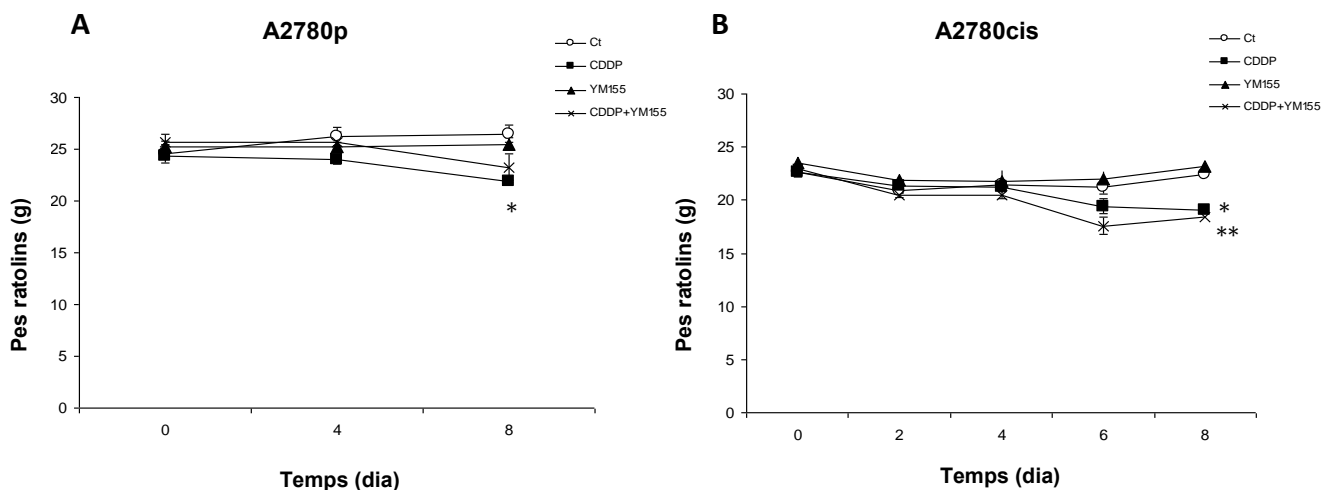 A
A2780p
Ct
CDDP
YM155
CDDP+YM155
30
25
20
15
10
5
0
*
0 4 8
Pes ratolins (g)
Temps (dia)
B
A2780cis
Ct
CDDP
YM155
CDDP+YM155
30
25
20
15
10
5
0
*
**
0 2 4 6 8
Pes ratolins (g)
Temps (dia)